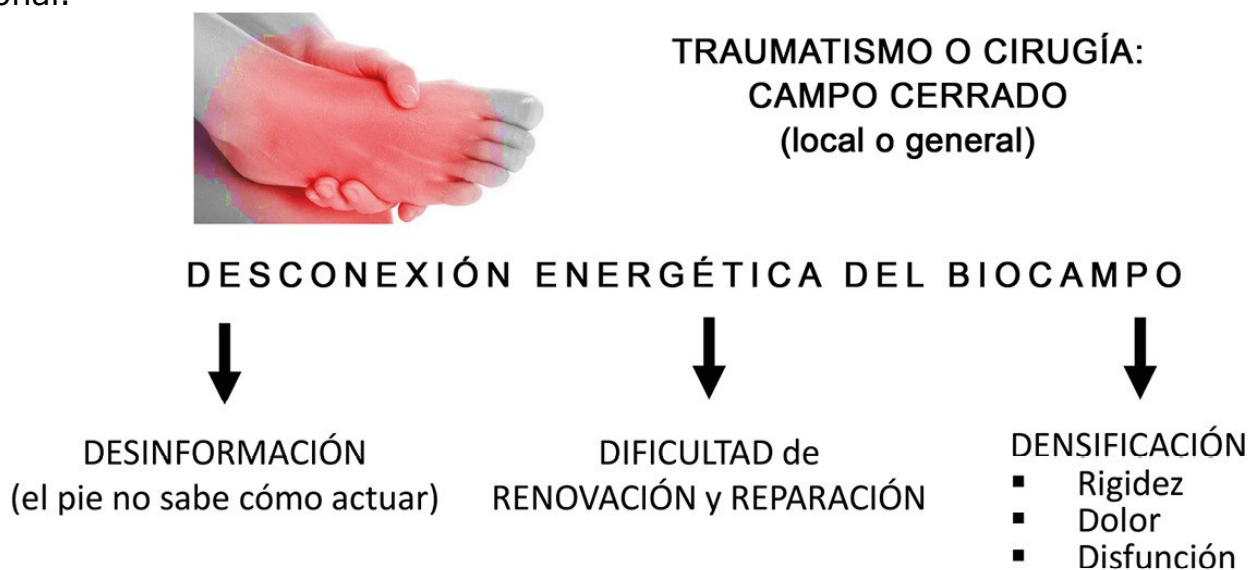 onal.
TRAUMATISMO O CIRUGÍA:
CAMPO CERRADO
(local o general)
DESCONEXIÓN ENERGÉTICA DEL BIOCAMPO
DESINFORMACIÓN
(el pie no sabe cómo actuar)
DIFICULTAD de
RENOVACIÓN y REPARACIÓN
DENSIFICACIÓN
▪ Rigidez
▪ Dolor
▪ Disfunción